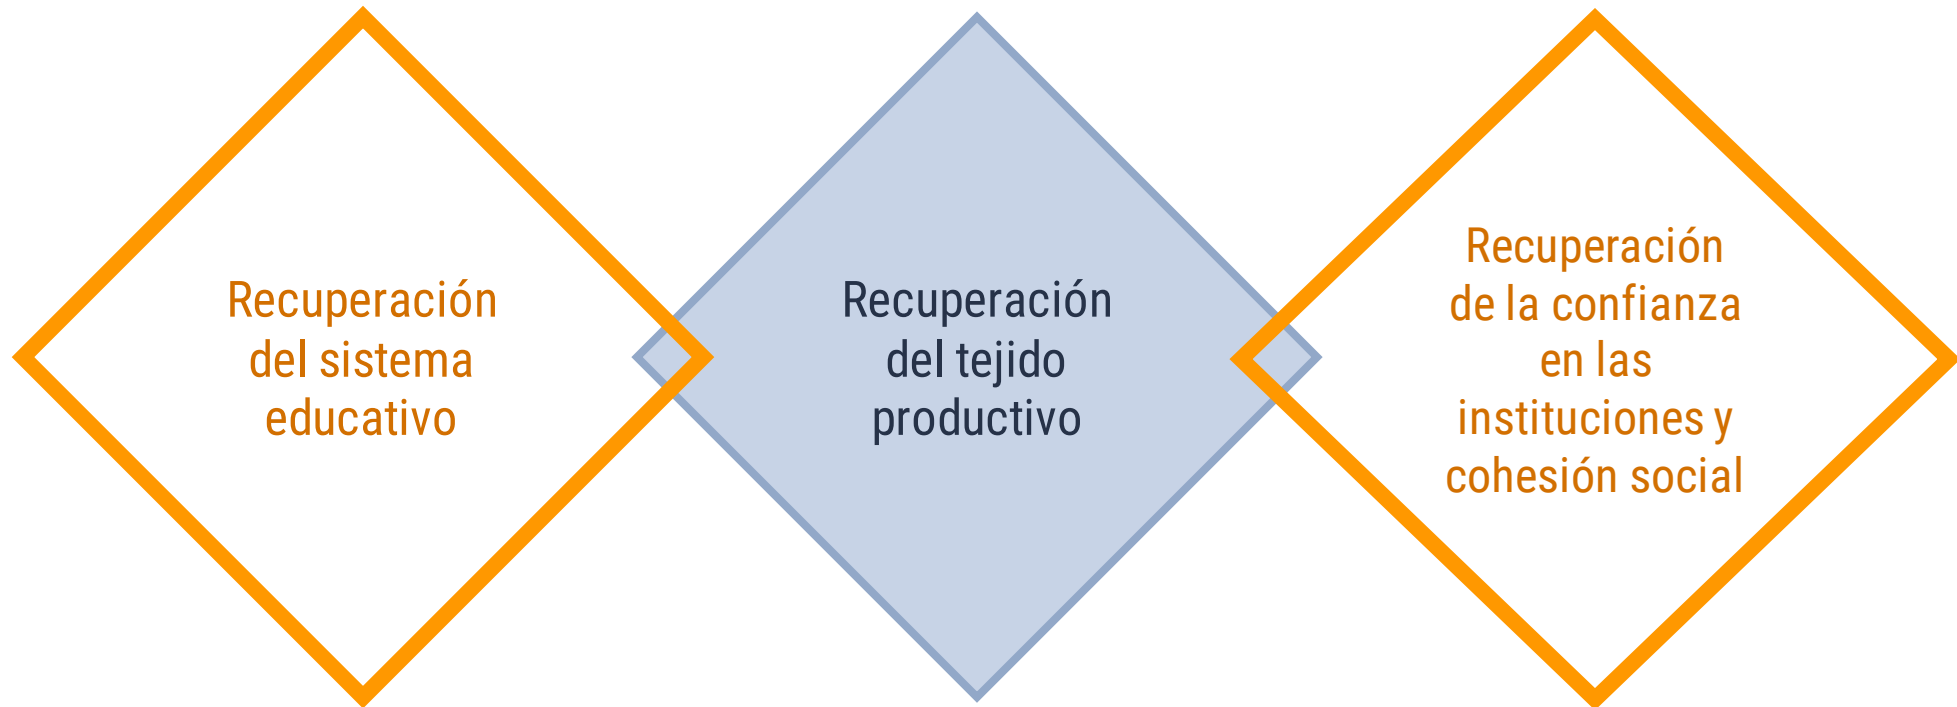 Recuperación
del sistema
educativo
Recuperación
del tejido
productivo
Recuperación
de la confianza
en las
instituciones y
cohesión social